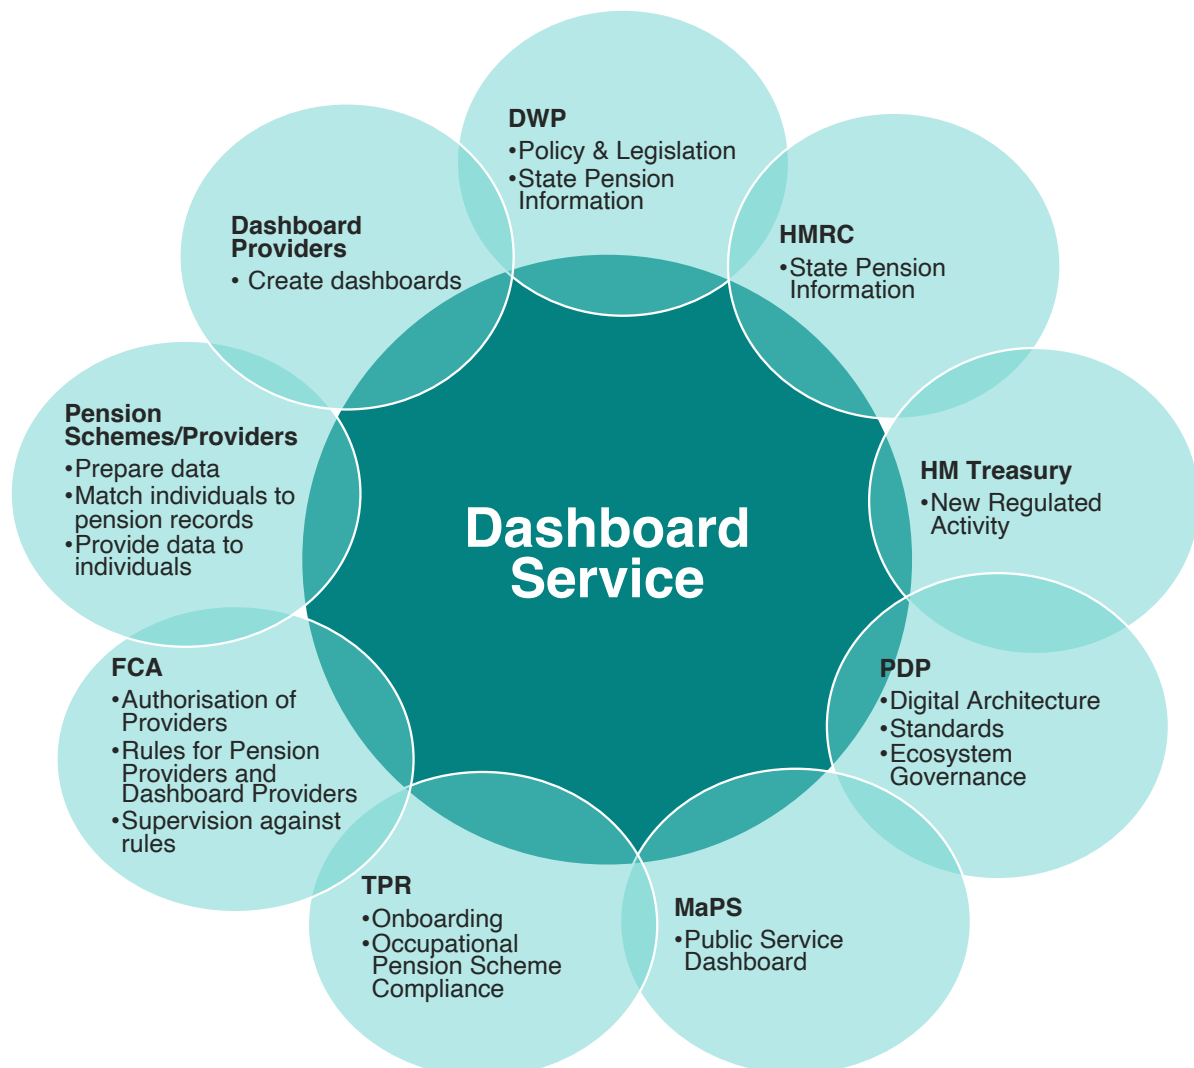 DWP
•Policy & Legislation
•State Pension
Information
HMRC
•State Pension
Information
HM Treasury
•New Regulated
Activity
PDP
•Digital Architecture
•Standards
•Ecosystem
Governance
MaPS
•Public Service
Dashboard
TPR
•Onboarding
•Occupational
Pension Scheme
Compliance
FCA
•Authorisation of
Providers
•Rules for Pension
Providers and
Dashboard Providers
•Supervision against
rules
Pension
Schemes/Providers
•Prepare data
•Match individuals to
pension records
•Provide data to
individuals
Dashboard
Providers
• Create dashboards
Dashboard
Service